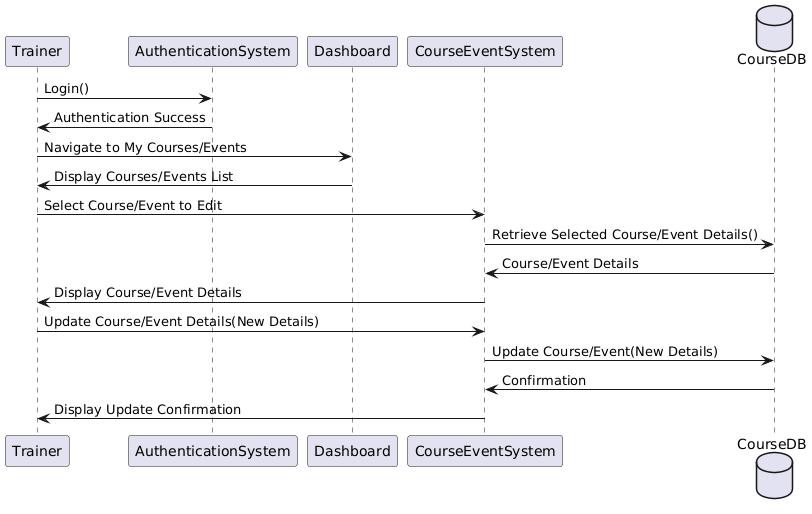 CourseDB
Trainer
AuthenticationSystem
Dashboard
CourseEventSystem
Login()
Authentication Success
Navigate to My Courses/Events
Display Courses/Events List
Select Course/Event to Edit
Retrieve Selected Course/Event Details()
Course/Event Details
Display Course/Event Details
Update Course/Event Details(New Details)
Update Course/Event(New Details)
Confirmation
Display Update Confirmation
Trainer
AuthenticationSystem
Dashboard
CourseEventSystem
CourseDB